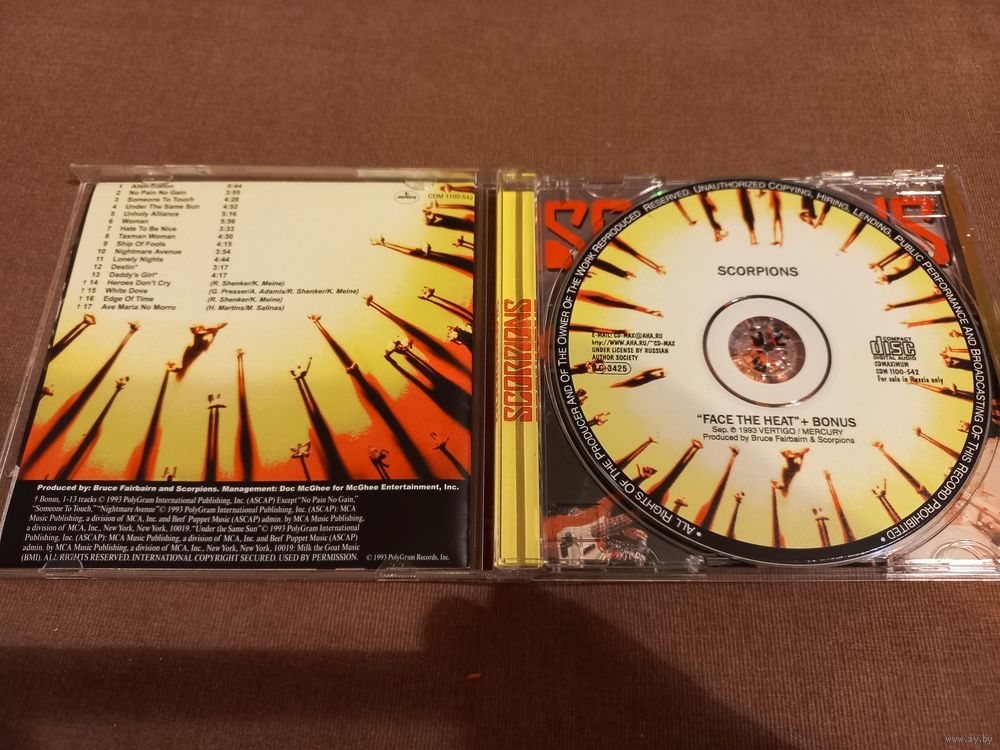 1 Alien Nation 5:44
2 No Pain No Gain 3:55
3 Someone To Touch 4:28
4 Under The Same Sun 4:52
5 Unholy Alliance 5:16
6 Woman 5:56
7 Hate To Be Nice 3:33
8 Taxman Woman 4:30
9 Ship Of Fools 4:15
10 Nightmare Avenue 3:54
11 Lonely Nights 4:44
12 Destin* 3:17
13 Daddy's Girl* 4:17
† 14 Heroes Don't Cry (R. Shenker/K. Meine)
† 15 White Dove (G. Presser/A. Adamis/R. Shenker/K. Meine)
† 16 Edge Of Time (R. Shenker/K. Meine)
† 17 Ave Maria No Morro (H. Martins/M. Salinas)
CDM 1100-542
Produced by: Bruce Fairbairn and Scorpions. Management: Doc McGhee for McGhee Entertainment, Inc.
† Bonus, 1-13 tracks © 1993 PolyGram International Publishing, Inc. (ASCAP) Except "No Pain No Gain,"
"Someone To Touch," "Nightmare Avenue" © 1993 PolyGram International Publishing, Inc. (ASCAP): MCA
Music Publishing, a division of MCA, Inc. and Beef Puppet Music (ASCAP) admin. by MCA Music Publishing,
a division of MCA, Inc., New York, New York, 10019. "Under the Same Sun" © 1993 PolyGram International
Publishing, Inc. (ASCAP): MCA Music Publishing, a division of MCA, Inc. and Beef Puppet Music (ASCAP)
admin. by MCA Music Publishing, a division of MCA, Inc., New York, New York, 10019: Milk the Goat Music
(BMI). ALL RIGHTS RESERVED. INTERNATIONAL COPYRIGHT SECURED. USED BY PERMISSION.
© 1993 PolyGram Records, Inc.
SCORPIONS
SCORPIONS
E-MAIL: CD-MAX@AHA.RU
http://WWW.AHA.RU/~CD-MAX
UNDER LICENSE BY RUSSIAN
AUTHOR SOCIETY
3425
COMPACT
disc
DIGITAL AUDIO
CDMAXIMUM
CDM 1100-542
For sale in Russia only
"FACE THE HEAT" + BONUS
Sep. ℗ 1993 VERTIGO / MERCURY
Produced by Bruce Fairbairn & Scorpions
• ALL RIGHTS OF THE PRODUCER AND OF THE OWNER OF THE WORK REPRODUCED RESERVED. UNAUTHORIZED COPYING, HIRING, LENDING, PUBLIC PERFORMANCE AND BROADCASTING OF THIS RECORD PROHIBITED •
www.ay.by